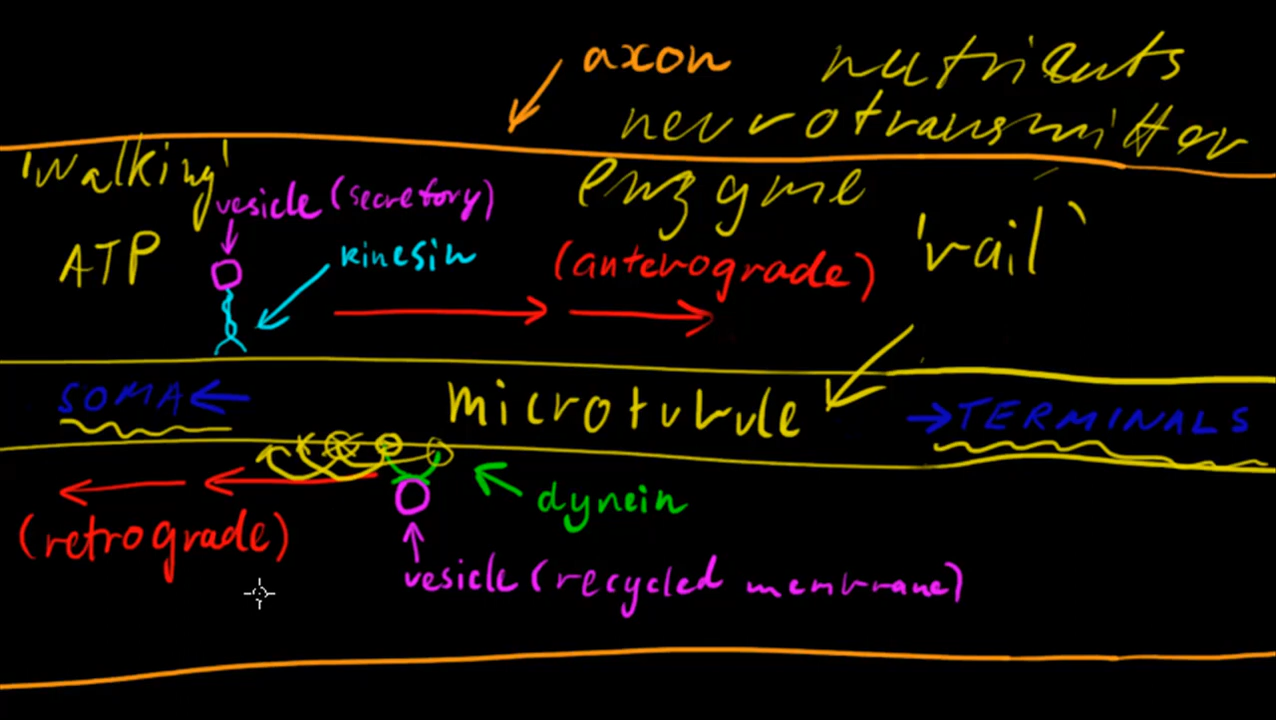 axon
nutrients
neurotransmitter
'walking'
vesicle (secretory)
enzyme
'rail'
ATP
kinesin
(anterograde)
SOMA
microtubule
TERMINALS
dynein
(retrograde)
vesicle (recycled membrane)